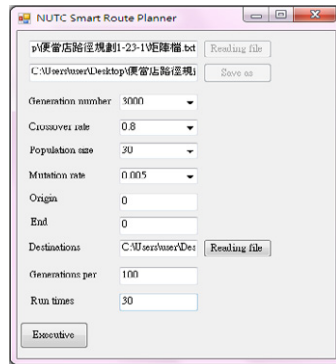 NUTC Smart Route Planner
p\便當店路徑規劃1-23-1\矩陣檔.txt Reading file
C:\Users\user\Desktop\便當店路徑規劃 Save as
Generation number 3000
Crossover rate 0.8
Population size 30
Mutation rate 0.005
Origin 0
End 0
Destinations C:\Users\user\Des Reading file
Generations per 100
Run times 30
Executive